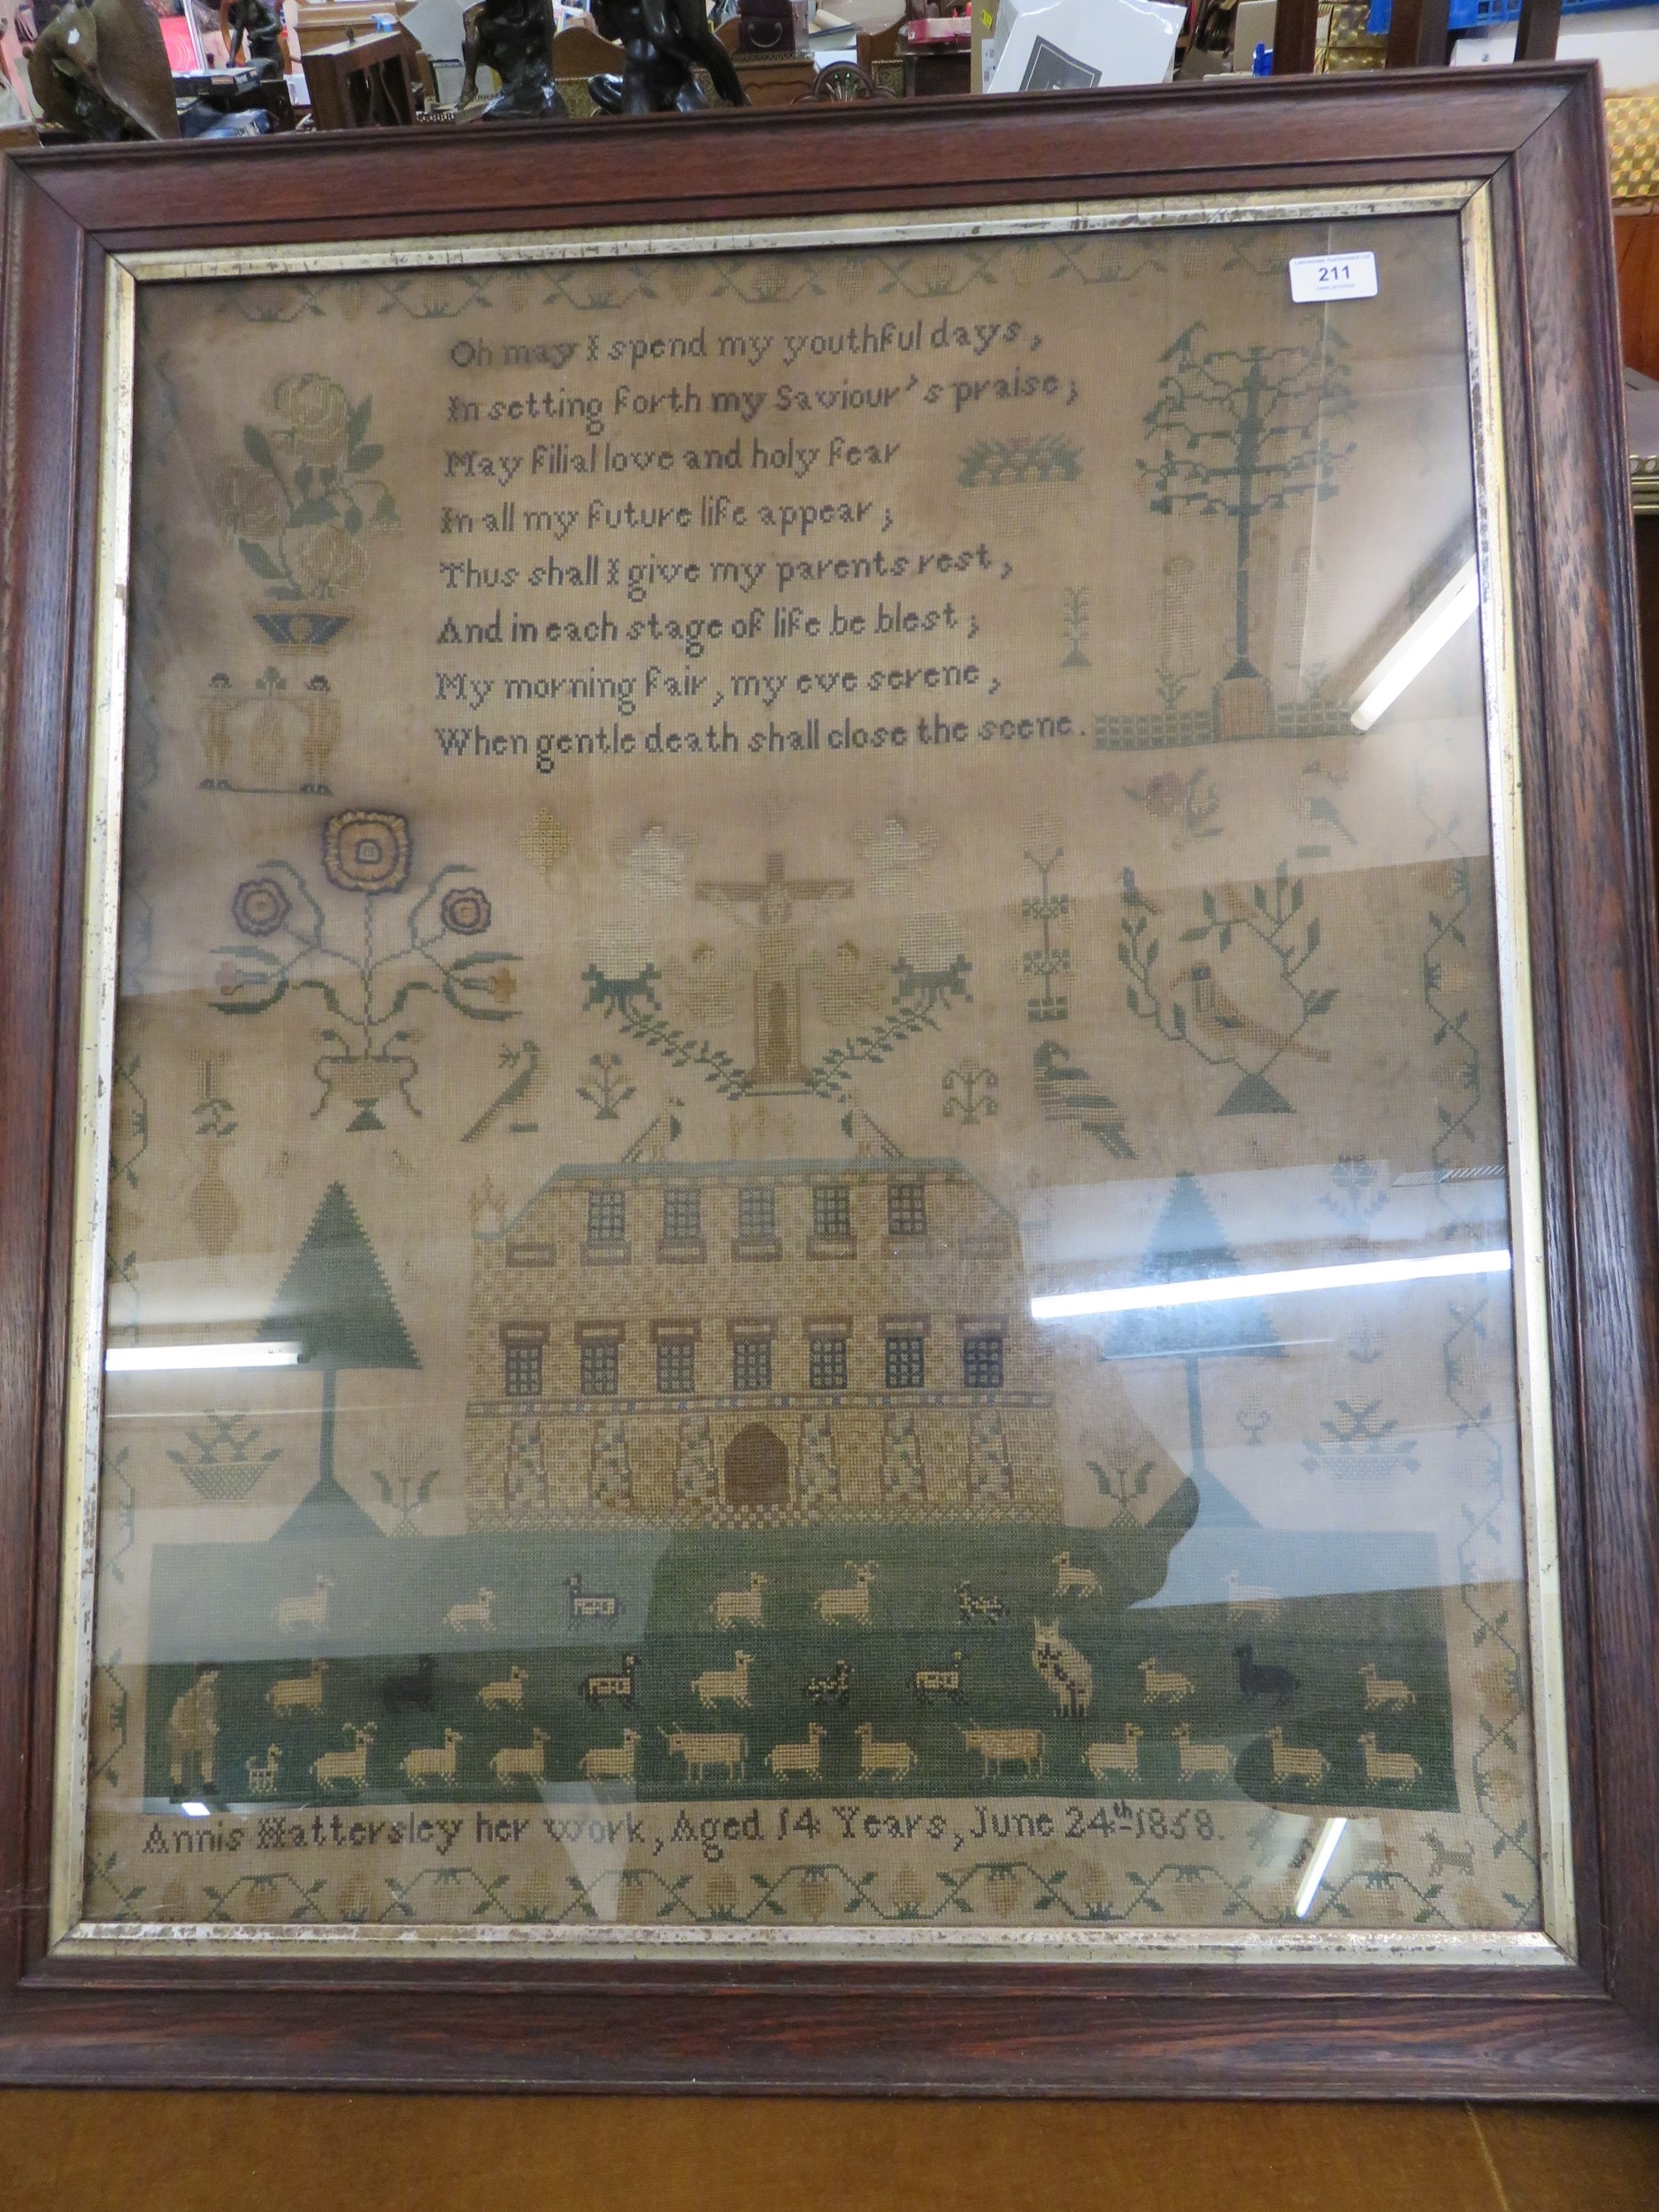 Lawrences Auctioneers Ltd
211
Oh may I spend my youthful days,
In setting forth my Saviour's praise;
May filial love and holy fear
In all my future life appear;
Thus shall I give my parents rest,
And in each stage of life be blest;
My morning fair, my eve serene,
When gentle death shall close the scene.
Annis Hattersley her work, Aged 14 Years, June 24th 1858.